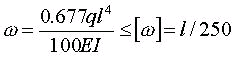 ω = 0.677ql⁴ / 100EI ≤ [ω] = l / 250